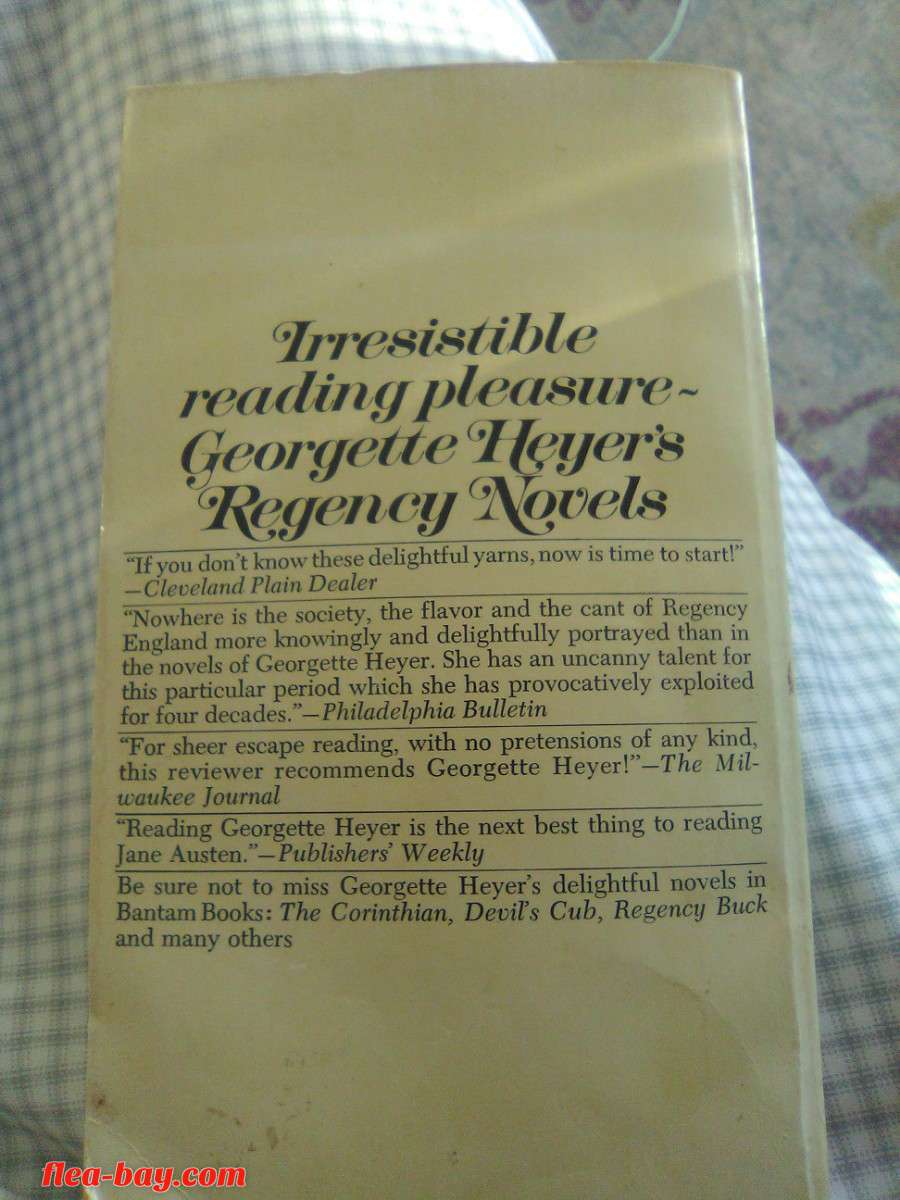 Irresistible
reading pleasure~
Georgette Heyer's
Regency Novels
“If you don’t know these delightful yarns, now is time to start!”
—Cleveland Plain Dealer
“Nowhere is the society, the flavor and the cant of Regency
England more knowingly and delightfully portrayed than in
the novels of Georgette Heyer. She has an uncanny talent for
this particular period which she has provocatively exploited
for four decades.”—Philadelphia Bulletin
“For sheer escape reading, with no pretensions of any kind,
this reviewer recommends Georgette Heyer!”—The Mil-
waukee Journal
“Reading Georgette Heyer is the next best thing to reading
Jane Austen.”—Publishers’ Weekly
Be sure not to miss Georgette Heyer’s delightful novels in
Bantam Books: The Corinthian, Devil’s Cub, Regency Buck
and many others
flea-bay.com